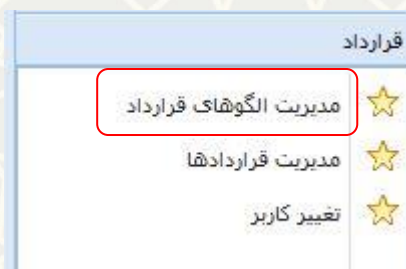 قرارداد
مدیریت الگوهای قرارداد
مدیریت قراردادها
تغییر کاربر